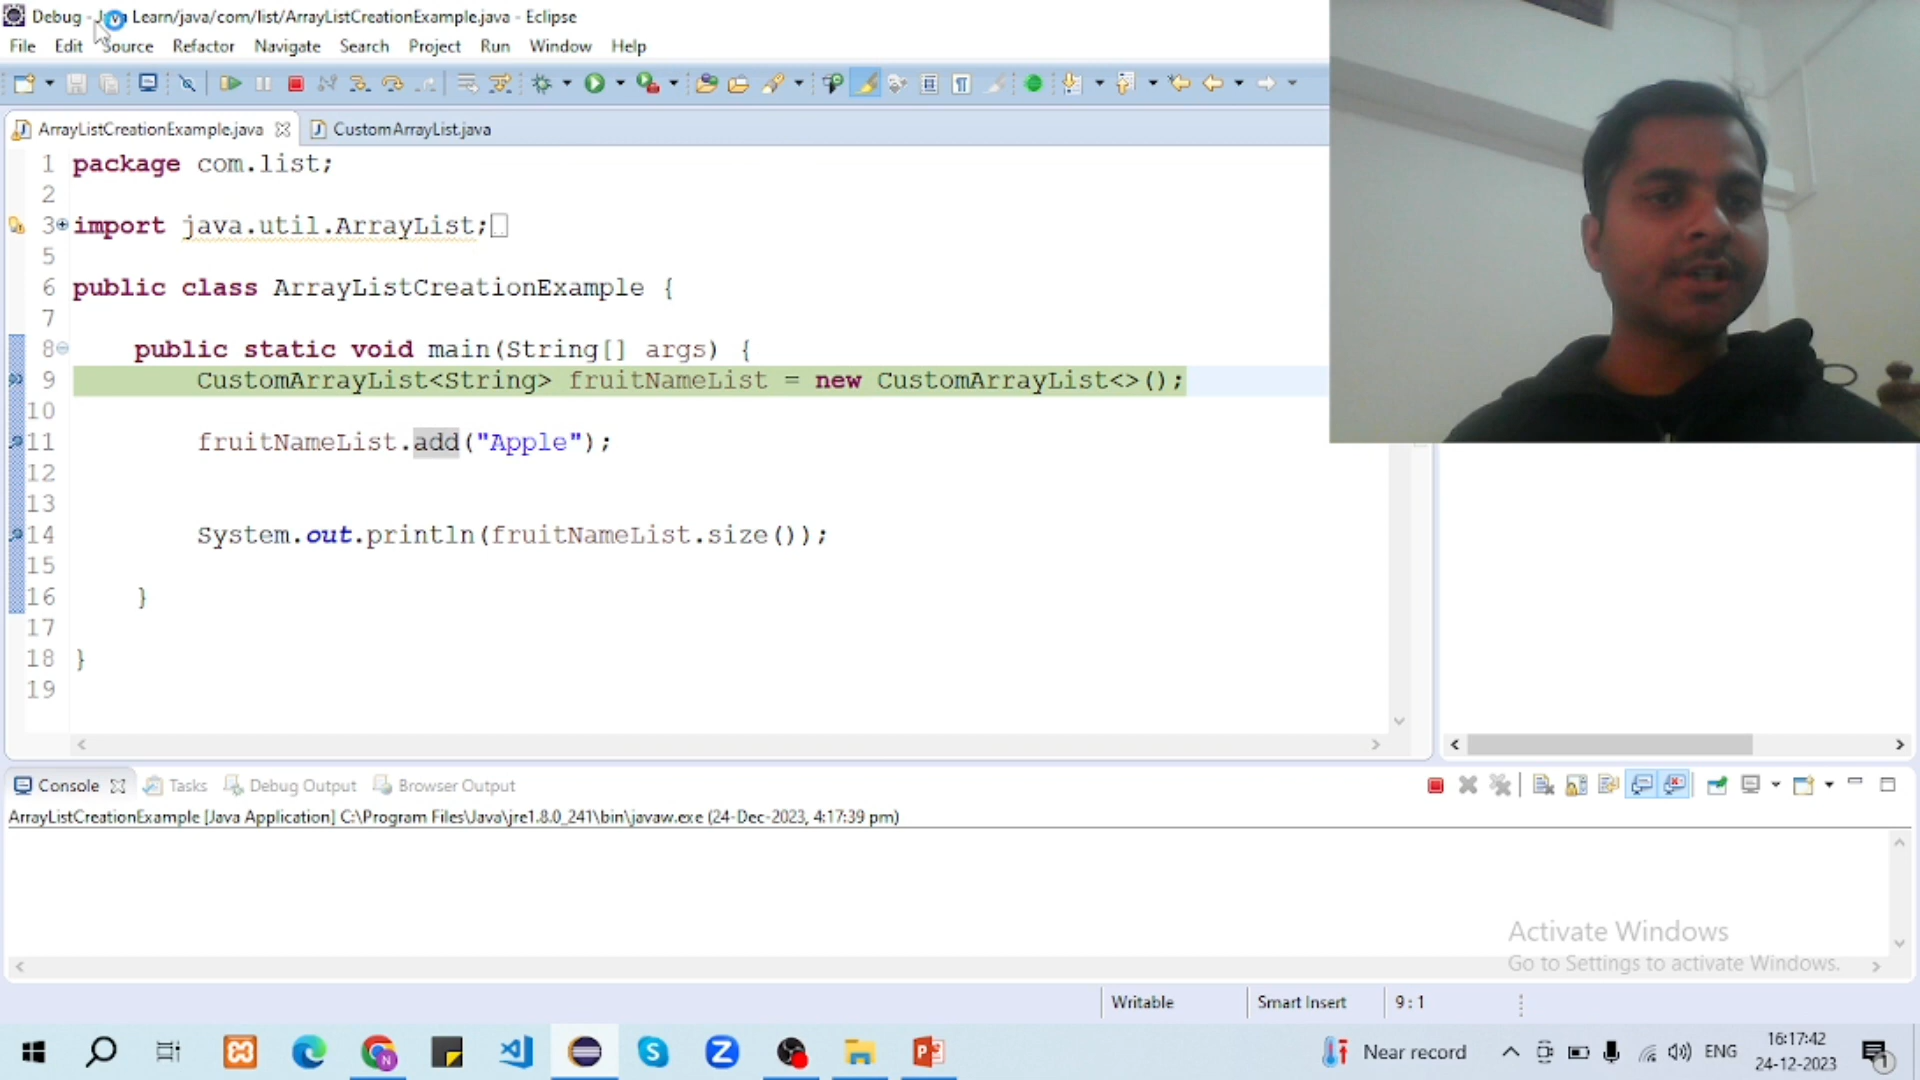 Debug - Java Learn/java/com/list/ArrayListCreationExample.java - Eclipse
File Edit Source Refactor Navigate Search Project Run Window Help
ArrayListCreationExample.java CustomArrayList.java
1 package com.list;
2
3 import java.util.ArrayList;
5
6 public class ArrayListCreationExample {
7
8 public static void main(String[] args) {
9 CustomArrayList<String> fruitNameList = new CustomArrayList<>();
10
11 fruitNameList.add("Apple");
12
13
14 System.out.println(fruitNameList.size());
15
16 }
17
18 }
19
Console Tasks Debug Output Browser Output
ArrayListCreationExample [Java Application] C:\Program Files\Java\jre1.8.0_241\bin\javaw.exe (24-Dec-2023, 4:17:39 pm)
Activate Windows
Go to Settings to activate Windows.
Writable Smart Insert 9 : 1
Near record ENG 16:17:42
24-12-2023